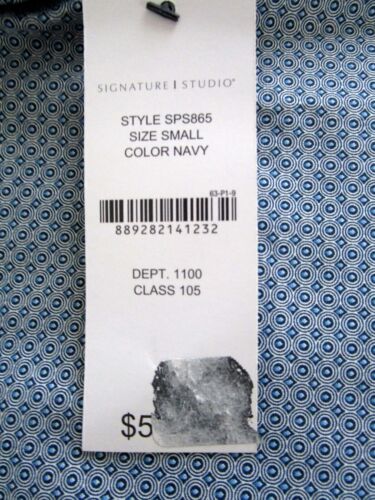 SIGNATURE | STUDIO®
STYLE SPS865
SIZE SMALL
COLOR NAVY
63-P1-9
889282141232
DEPT. 1100
CLASS 105
$5